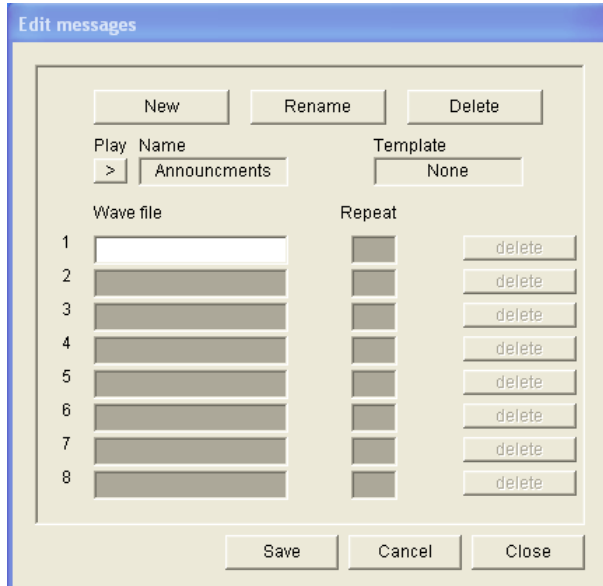 Edit messages
New Rename Delete
Play Name Template
> Announcments None
Wave file Repeat
1 delete
2 delete
3 delete
4 delete
5 delete
6 delete
7 delete
8 delete
Save Cancel Close